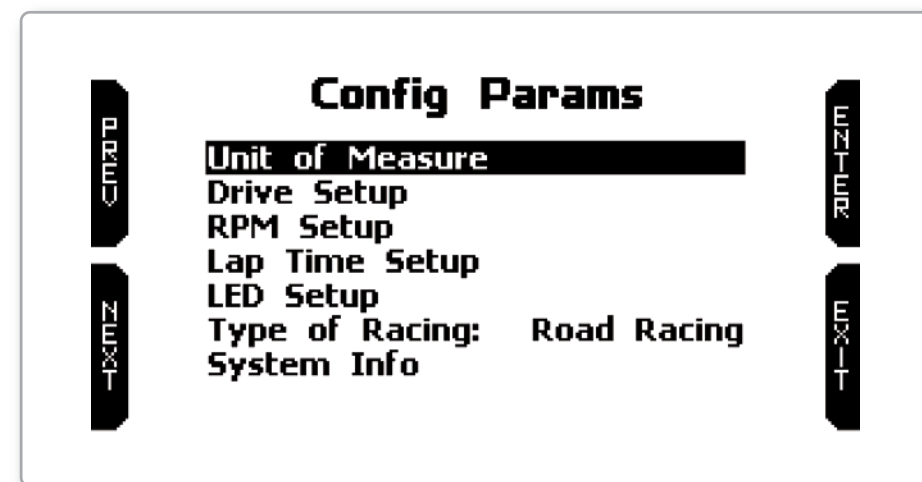 Config Params
PREV
ENTER
Unit of Measure
Drive Setup
RPM Setup
Lap Time Setup
LED Setup
Type of Racing: Road Racing
System Info
NEXT
EXIT